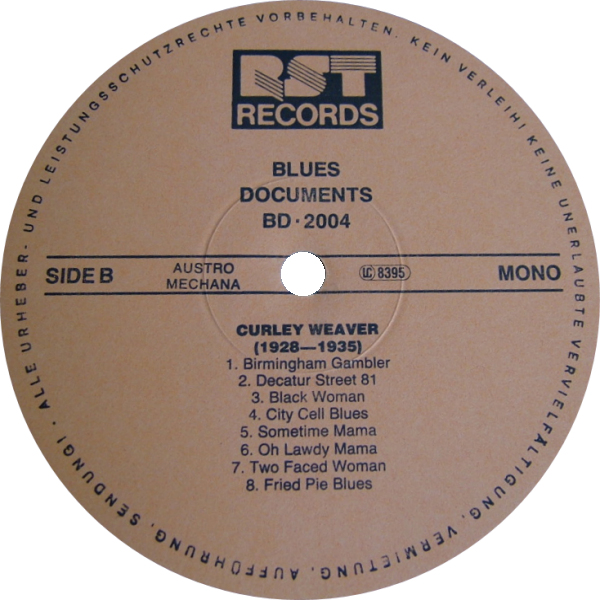 · ALLE URHEBER- UND LEISTUNGSSCHUTZRECHTE VORBEHALTEN. KEIN VERLEIH! KEINE UNERLAUBTE VERVIELFÄLTIGUNG, VERMIETUNG, AUFFÜHRUNG, SENDUNG!
RST
RECORDS
BLUES
DOCUMENTS
BD · 2004
SIDE B
AUSTRO
MECHANA
LC 8395
MONO
CURLEY WEAVER
(1928—1935)
1. Birmingham Gambler
2. Decatur Street 81
3. Black Woman
4. City Cell Blues
5. Sometime Mama
6. Oh Lawdy Mama
7. Two Faced Woman
8. Fried Pie Blues